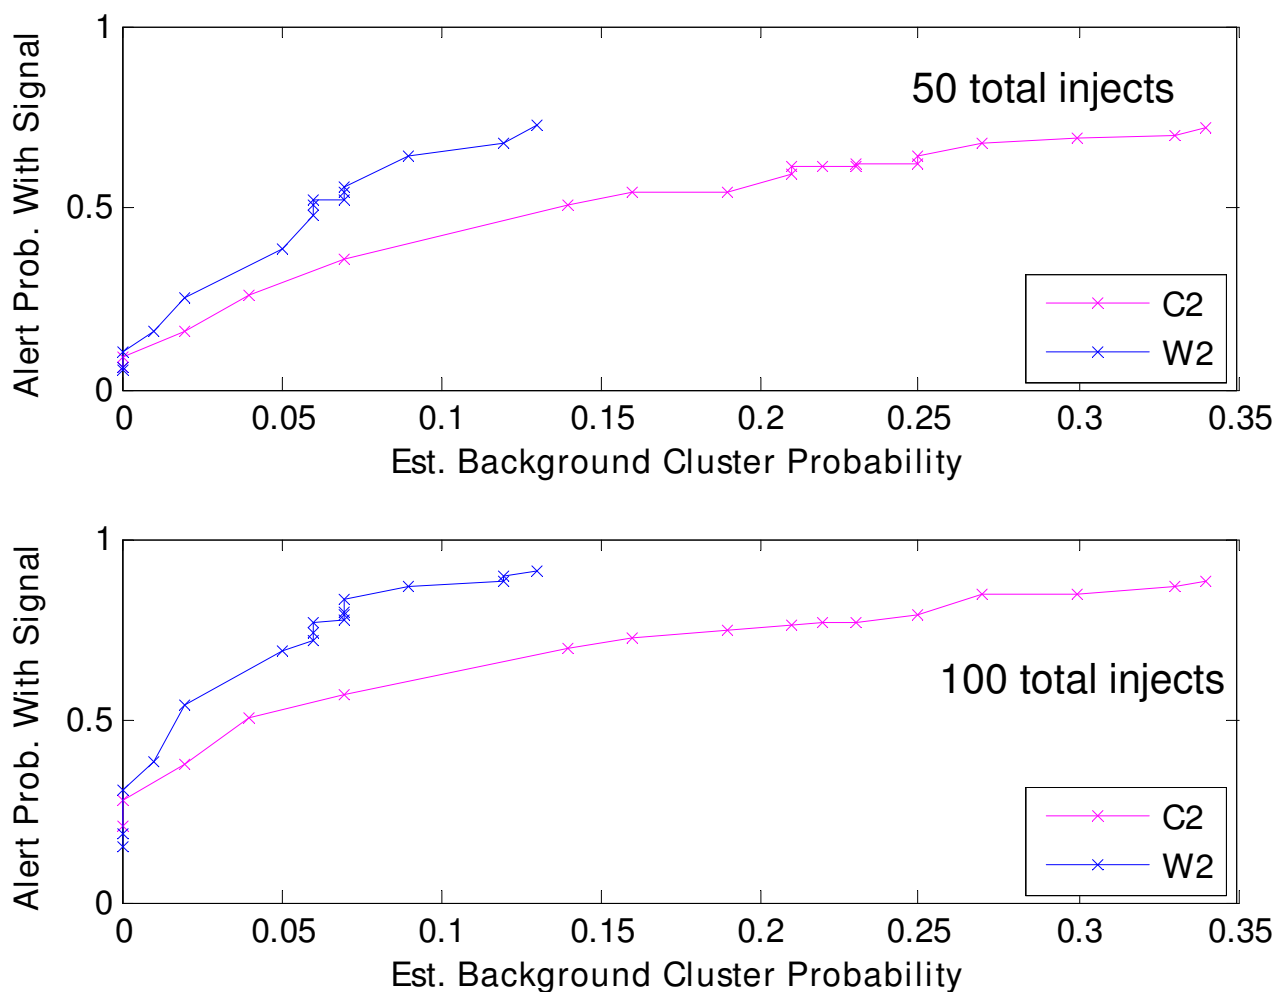 1
50 total injects
Alert Prob. With Signal
0.5
C2
W2
0
0 0.05 0.1 0.15 0.2 0.25 0.3 0.35
Est. Background Cluster Probability
1
Alert Prob. With Signal
100 total injects
0.5
C2
W2
0
0 0.05 0.1 0.15 0.2 0.25 0.3 0.35
Est. Background Cluster Probability